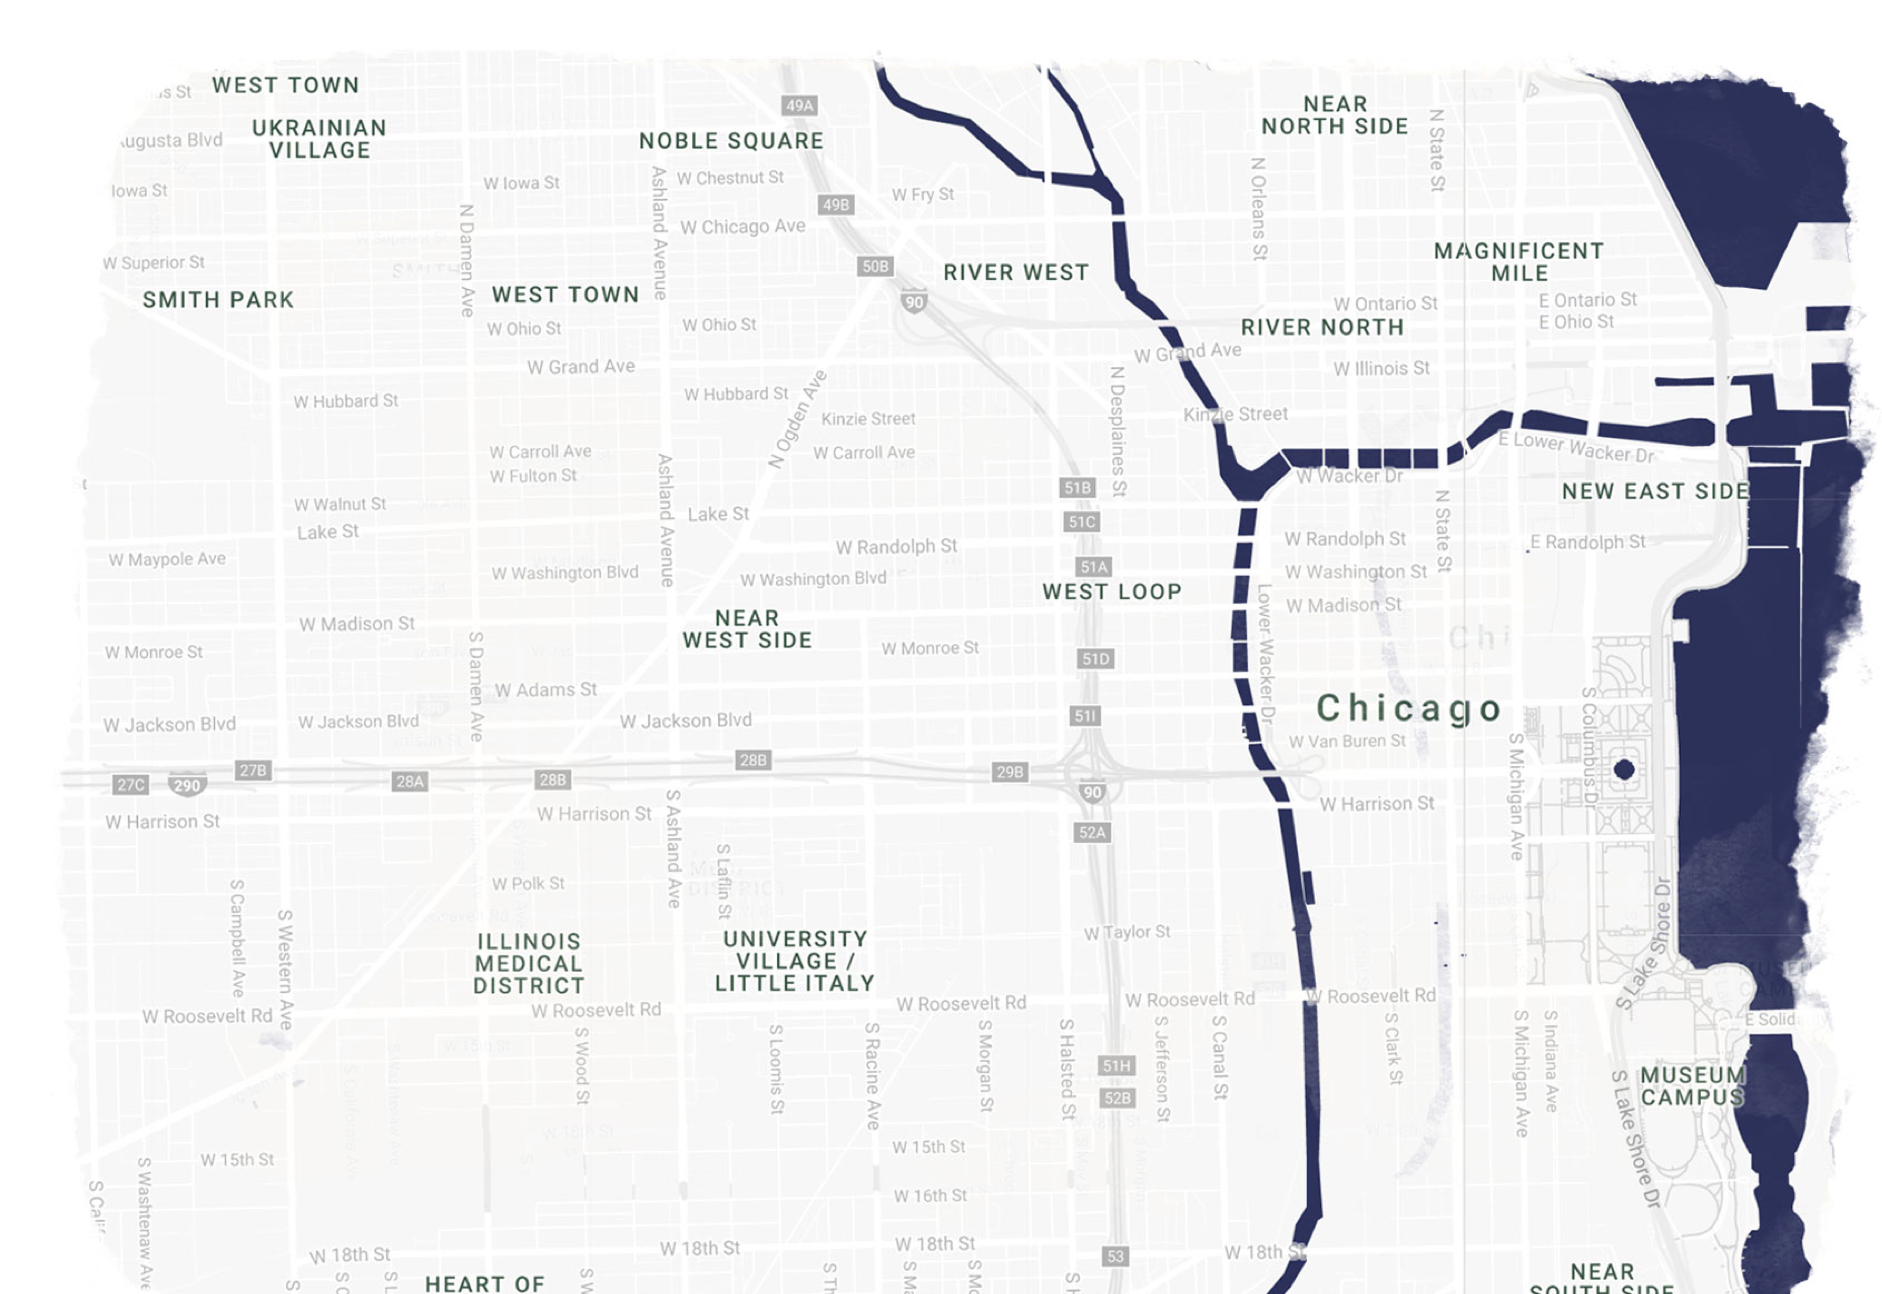 WEST TOWN
UKRAINIAN
VILLAGE
Augusta Blvd
Iowa St
49A
NOBLE SQUARE
NEAR
NORTH SIDE
N State St
W Iowa St
W Chestnut St
49B
W Fry St
N Orleans St
Ashland Avenue
N Damen Ave
W Chicago Ave
W Superior St
SMITH PARK
WEST TOWN
50B
90
RIVER WEST
MAGNIFICENT
MILE
W Ontario St
E Ontario St
E Ohio St
RIVER NORTH
W Ohio St
W Ohio St
W Grand Ave
W Grand Ave
W Illinois St
W Hubbard St
W Hubbard St
N Ogden Ave
Kinzie Street
N Desplaines St
Kinzie Street
W Carroll Ave
W Fulton St
W Carroll Ave
E Lower Wacker Dr
W Wacker Dr
NEW EAST SIDE
51B
W Walnut St
Lake St
Ashland Avenue
Lake St
51C
N State St
W Maypole Ave
W Randolph St
W Randolph St
E Randolph St
W Washington Blvd
W Washington Blvd
51A
W Washington St
WEST LOOP
W Madison St
Lower Wacker Dr
W Madison St
NEAR
WEST SIDE
W Monroe St
W Monroe St
51D
S Damen Ave
W Adams St
Chicago
W Jackson Blvd
W Jackson Blvd
W Jackson Blvd
51I
W Van Buren St
S Columbus Dr
S Michigan Ave
27C
290
27B
28A
28B
28B
29B
90
W Harrison St
W Harrison St
W Harrison St
52A
S Ashland Ave
S Laflin St
W Polk St
S Campbell Ave
S Western Ave
ILLINOIS
MEDICAL
DISTRICT
UNIVERSITY
VILLAGE /
LITTLE ITALY
W Taylor St
S Lake Shore Dr
W Roosevelt Rd
W Roosevelt Rd
W Roosevelt Rd
W Roosevelt Rd
W Roosevelt Rd
E Solida
S Wood St
S Loomis St
S Racine Ave
S Morgan St
S Halsted St
51H
52B
S Jefferson St
S Canal St
S Clark St
S Michigan Ave
S Indiana Ave
MUSEUM
CAMPUS
S Lake Shore Dr
W 15th St
W 15th St
S Washtenaw Ave
W 16th St
W 18th St
W 18th St
W 18th St
53
W 18th St
HEART OF
NEAR
SOUTH SIDE